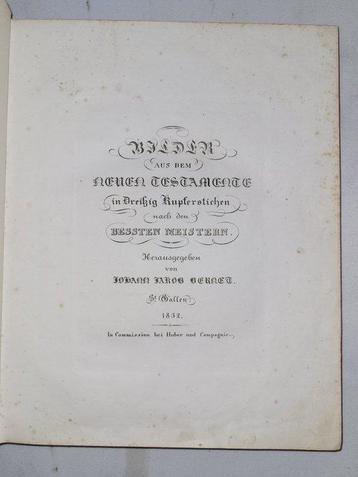 BILDER
AUS DEM
NEUEN TESTAMENTE
in Dreißig Kupferstichen
nach den
BESSTEN MEISTERN.
Herausgegeben
von
JOHANN JAKOB BERNET.
St. Gallen
1832.
In Commission bei Huber und Compagnie.